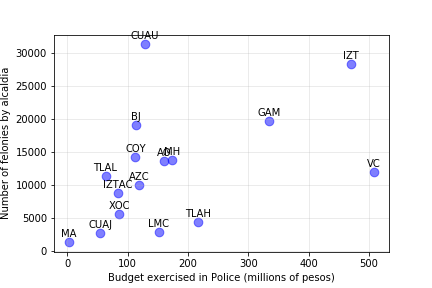 CUAU
IZT
GAM
BJ
COY
AO
MH
VC
TLAL
AZC
IZTAC
XOC
TLAH
LMC
CUAJ
MA
30000
25000
20000
15000
10000
5000
0
Number of felonies by alcaldia
0 100 200 300 400 500
Budget exercised in Police (millions of pesos)